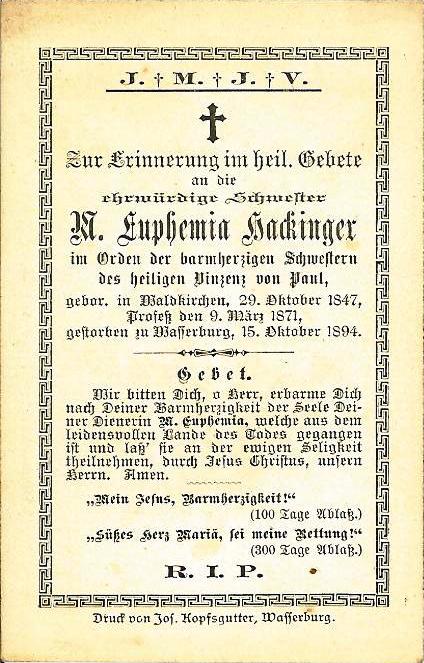 J. † M. † J. † V.
Zur Erinnerung im heil. Gebete
an die
ehrwürdige Schwester
M. Euphemia Hackinger
im Orden der barmherzigen Schwestern
des heiligen Vinzenz von Paul,
gebor. in Waldkirchen, 29. Oktober 1847,
Profeß den 9. März 1871,
gestorben zu Wasserburg, 15. Oktober 1894.
Gebet.
Wir bitten Dich, o Herr, erbarme Dich
nach Deiner Barmherzigkeit der Seele Dei-
ner Dienerin M. Euphemia, welche aus dem
leidensvollen Lande des Todes gegangen
ist und laß' sie an der ewigen Seligkeit
theilnehmen, durch Jesus Christus, unsern
Herrn. Amen.
„Mein Jesus, Barmherzigkeit!"
(100 Tage Ablaß.)
„Süßes Herz Mariä, sei meine Rettung!"
(300 Tage Ablaß.)
R. I. P.
Druck von Jos. Kopfsgutter, Wasserburg.